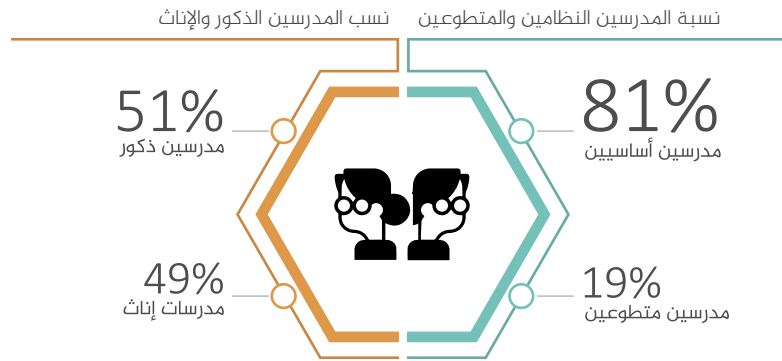 نسبة المدرسين النظامين والمتطوعين
81%
مدرسين أساسيين
19%
مدرسين متطوعين
نسب المدرسين الذكور والإناث
51%
مدرسين ذكور
49%
مدرسات إناث